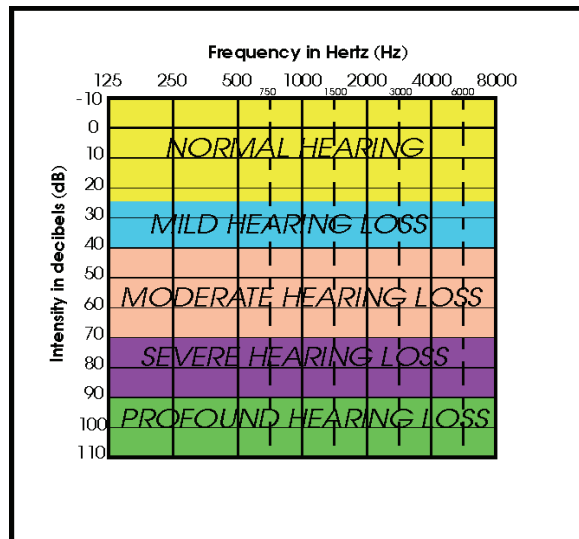 Frequency in Hertz (Hz)
125 250 500 1000 2000 4000 8000
750 1500 3000 6000
-10
0
NORMAL HEARING
10
20
30
MILD HEARING LOSS
40
50
MODERATE HEARING LOSS
60
70
SEVERE HEARING LOSS
80
90
PROFOUND HEARING LOSS
100
110
Intensity in decibels (dB)